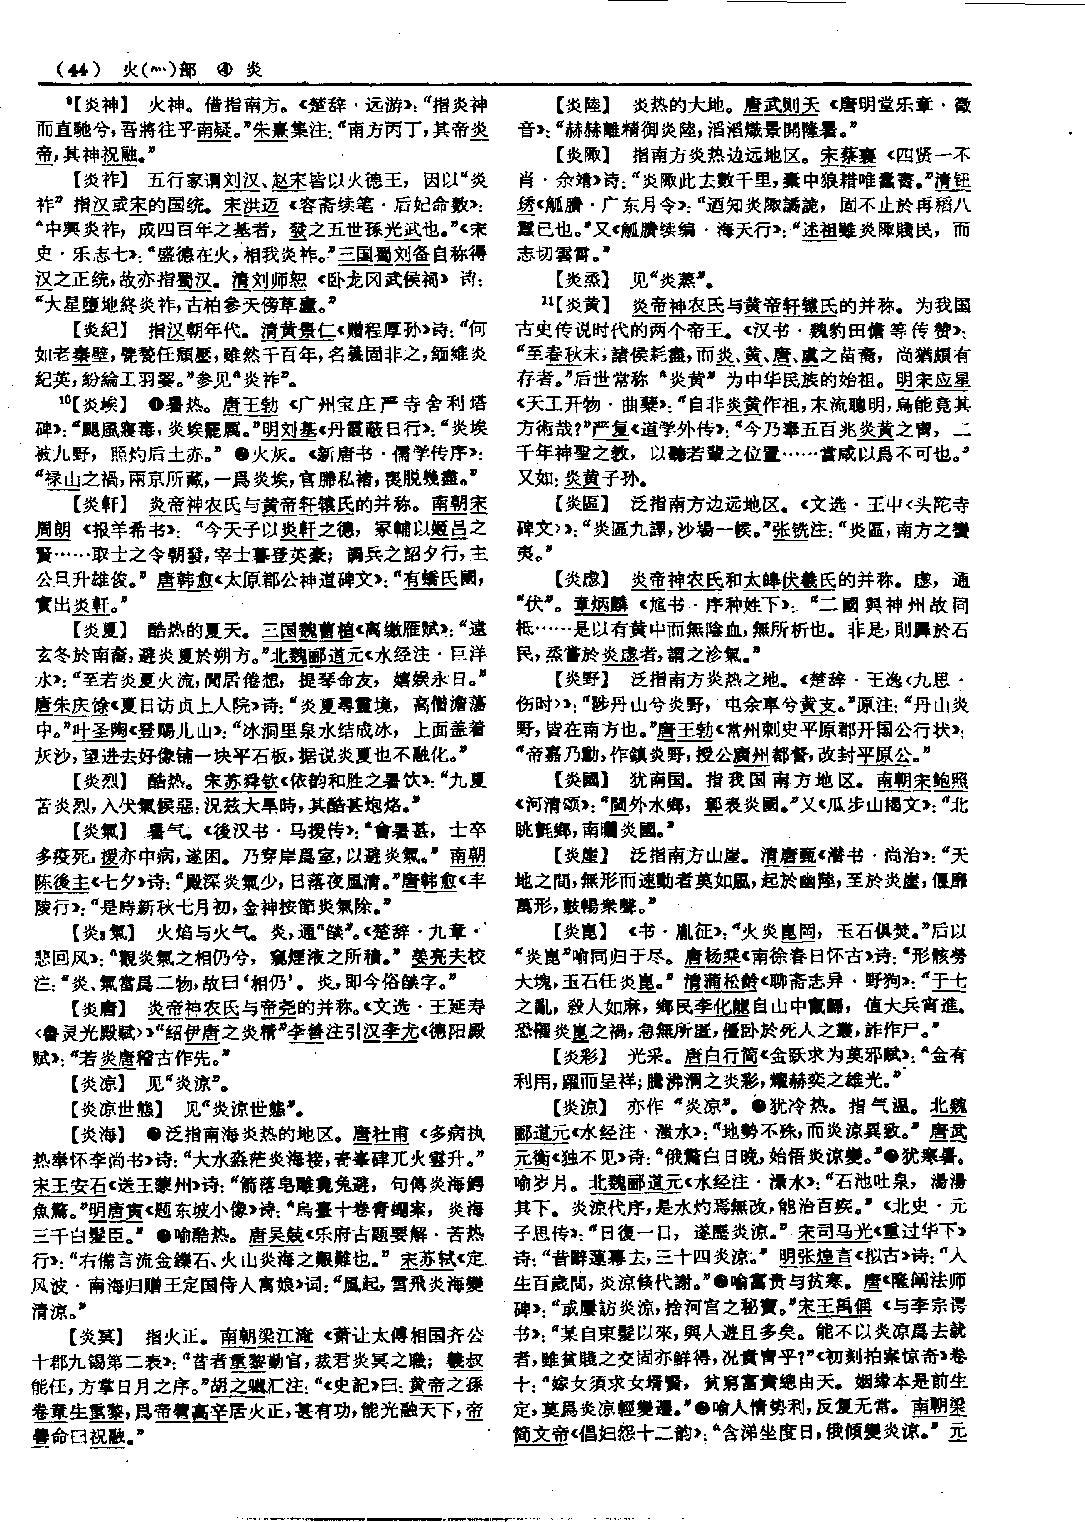 (44) 火(灬)部 ④ 炎
⁹【炎神】 火神。借指南方。《楚辞·远游》：“指炎神
而直馳兮，吾將往乎南疑。”朱熹集注：“南方丙丁，其帝炎
帝，其神祝融。”
【炎祚】 五行家谓刘汉、赵宋皆以火德王，因以“炎
祚”指汉或宋的国统。宋洪迈《容斋续笔·后妃命数》：
“中興炎祚，成四百年之基者，發之五世孫光武也。”《宋
史·乐志七》：“盛德在火，相我炎祚。”三国蜀刘备自称得
汉之正统，故亦指蜀汉。清刘师恕《卧龙冈武侯祠》诗：
“大星墮地終炎祚，古柏參天傍草廬。”
【炎紀】 指汉朝年代。清黄景仁《赠程厚孙》诗：“何
如老秦壁，甃甓任頽壓，雖然千百年，名義固非之，緬維炎
紀英，紛綸工羽翣。”参见“炎祚”。
¹⁰【炎埃】 ❶暑热。唐王勃《广州宝庄严寺舍利塔
碑》：“颶風寢毒，炎埃罷厲。”明刘基《丹霞蔽日行》：“炎埃
被九野，照灼后土赤。” ❷火灰。《新唐书·儒学传序》：
“禄山之禍，兩京所藏，一爲炎埃，官牘私褚，喪脱幾盡。”
【炎軒】 炎帝神农氏与黄帝轩辕氏的并称。南朝宋
周朗《报羊希书》：“今天子以炎軒之德，冢輔以姬吕之
賢……取士之令朝發，宰士暮登英豪；調兵之詔夕行，主
公旦升雄俊。”唐韩愈《太原郡公神道碑文》：“有蟜氏國，
實出炎軒。”
【炎夏】 酷热的夏天。三国魏曹植《离缴雁赋》：“遠
玄冬於南裔，避炎夏於朔方。”北魏郦道元《水经注·巨洋
水》：“至若炎夏火流，閒居倦想，提琴命友，嬉娱永日。”
唐朱庆馀《夏日访贞上人院》诗：“炎夏尋靈境，高僧澹蕩
中。”叶圣陶《登赐儿山》：“冰洞里泉水结成冰，上面盖着
灰沙，望进去好像铺一块平石板，据说炎夏也不融化。”
【炎烈】 酷热。宋苏舜钦《依韵和胜之暑饮》：“九夏
苦炎烈，入伏氣候惡；況兹大旱時，其酷甚炮烙。”
【炎氣】 暑气。《後汉书·马援传》：“會暑甚，士卒
多疫死，援亦中病，遂困。乃穿岸爲室，以避炎氣。”南朝
陈後主《七夕》诗：“殿深炎氣少，日落夜風清。”唐韩愈《丰
陵行》：“是時新秋七月初，金神按節炎氣除。”
【炎₂氣】 火焰与火气。炎，通“燄”。《楚辞·九章·
悲回风》：“觀炎氣之相仍兮，窺煙液之所積。”姜亮夫校
注：“炎、氣當爲二物，故曰‘相仍’。炎，即今俗燄字。”
【炎唐】 炎帝神农氏与帝尧的并称。《文选·王延寿
〈鲁灵光殿赋〉》“紹伊唐之炎精”李善注引汉李尤《德阳殿
赋》：“若炎唐稽古作先。”
【炎凉】 见“炎涼”。
【炎凉世態】 见“炎涼世態”。
【炎海】 ❶泛指南海炎热的地区。唐杜甫《多病执
热奉怀李尚书》诗：“大水淼茫炎海接，奇峯硉兀火雲升。”
宋王安石《送王蒙州》诗：“箭落皂鵰毚兔避，句傳炎海鰐
魚驚。”明唐寅《题东坡小像》诗：“烏臺十卷青蠅案，炎海
三千白髮臣。” ❷喻酷热。唐吴兢《乐府古题要解·苦热
行》：“右備言流金鑠石、火山炎海之艱難也。”宋苏轼《定
风波·南海归赠王定国侍人寓娘》词：“風起，雪飛炎海變
清凉。”
【炎冥】 指火正。南朝梁江淹《萧让太傅相国齐公
十郡九锡第二表》：“昔者重黎勤官，裁君炎冥之職；羲叔
能任，方掌日月之序。”胡之骥汇注：“《史記》曰：黄帝之孫
卷章生重黎，爲帝嚳高辛居火正，甚有功，能光融天下，帝
嚳命曰祝融。”
【炎陸】 炎热的大地。唐武则天《唐明堂乐章·徵
音》：“赫赫離精御炎陸，滔滔熾景開隆暑。”
【炎陬】 指南方炎热边远地区。宋蔡襄《四贤一不
肖·余靖》诗：“炎陬此去數千里，橐中狼藉唯蠹書。”清钮
琇《觚賸·广东月令》：“迺知炎陬譎詭，固不止於再稻八
蠶已也。”又《觚賸续编·海天行》：“述祖雖炎陬賤民，而
志切雲霄。”
【炎烝】 见“炎蒸”。
¹¹【炎黄】 炎帝神农氏与黄帝轩辕氏的并称。为我国
古史传说时代的两个帝王。《汉书·魏豹田儋等传赞》：
“至春秋末，諸侯耗盡，而炎、黄、唐、虞之苗裔，尚猶頗有
存者。”后世常称“炎黄”为中华民族的始祖。明宋应星
《天工开物·曲糵》：“自非炎黄作祖，末流聰明，烏能竟其
方術哉？”严复《道学外传》：“今乃奉五百兆炎黄之胄，二
千年神聖之教，以聽若輩之位置……當咸以爲不可也。”
又如：炎黄子孙。
【炎區】 泛指南方边远地区。《文选·王屮〈头陀寺
碑文〉》：“炎區九譯，沙場一候。”张铣注：“炎區，南方之蠻
夷。”
【炎虙】 炎帝神农氏和太皞伏羲氏的并称。虙，通
“伏”。章炳麟《訄书·序种姓下》：“二國與神州故同
柢……是以有黄中而無陰血，無所析也。非是，則羼於石
民，烝嘗於炎虙者，謂之沴氣。”
【炎野】 泛指南方炎热之地。《楚辞·王逸〈九思·
伤时〉》：“陟丹山兮炎野，屯余車兮黄支。”原注：“丹山炎
野，皆在南方也。”唐王勃《常州刺史平原郡开国公行状》：
“帝嘉乃勳，作鎮炎野，授公廣州都督，改封平原公。”
【炎國】 犹南国。指我国南方地区。南朝宋鲍照
《河清颂》：“閩外水鄉，鄣表炎國。”又《瓜步山揭文》：“北
眺氈鄉，南曬炎國。”
【炎崖】 泛指南方山崖。清唐甄《潜书·尚治》：“天
地之間，無形而速動者莫如風，起於幽陸，至於炎崖，偃靡
萬形，鼓暢衆聲。”
【炎崑】 《书·胤征》：“火炎崑岡，玉石俱焚。”后以
“炎崑”喻同归于尽。唐杨炯《南徐春日怀古》诗：“形骸勞
大塊，玉石任炎崑。”清蒲松龄《聊斋志异·野狗》：“于七
之亂，殺人如麻，鄉民李化龍自山中竄歸，值大兵宵進。
恐罹炎崑之禍，急無所匿，僵卧於死人之叢，詐作尸。”
【炎彩】 光采。唐白行简《金跃求为莫邪赋》：“金有
利用，躍而呈祥；騰沸渭之炎彩，耀赫奕之雄光。”
【炎涼】 亦作“炎凉”。❶犹冷热。指气温。北魏
郦道元《水经注·滱水》：“地勢不殊，而炎涼異致。”唐武
元衡《独不见》诗：“俄驚白日晚，始悟炎涼變。”❷犹寒暑。
喻岁月。北魏郦道元《水经注·漯水》：“石池吐泉，湯湯
其下。炎涼代序，是水灼焉無改，能治百疾。”《北史·元
子思传》：“日復一日，遂歷炎涼。”宋司马光《重过华下》
诗：“昔辭蓮幕去，三十四炎涼。”明张煌言《拟古》诗：“人
生百歲間，炎涼倏代謝。”❸喻富贵与贫寒。唐《隆阐法师
碑》：“或屢訪炎涼，捨河宫之秘寶。”宋王禹偁《与李宗谔
书》：“某自束髮以來，與人遊且多矣。能不以炎涼爲去就
者，雖貧賤之交固亦鮮得，況貴胄乎？”《初刻拍案惊奇》卷
十：“嫁女須求女壻賢，貧窮富貴總由天。姻緣本是前生
定，莫爲炎涼輕變遷。”❹喻人情势利，反复无常。南朝梁
简文帝《倡妇怨十二韵》：“含涕坐度日，俄頃變炎涼。”元